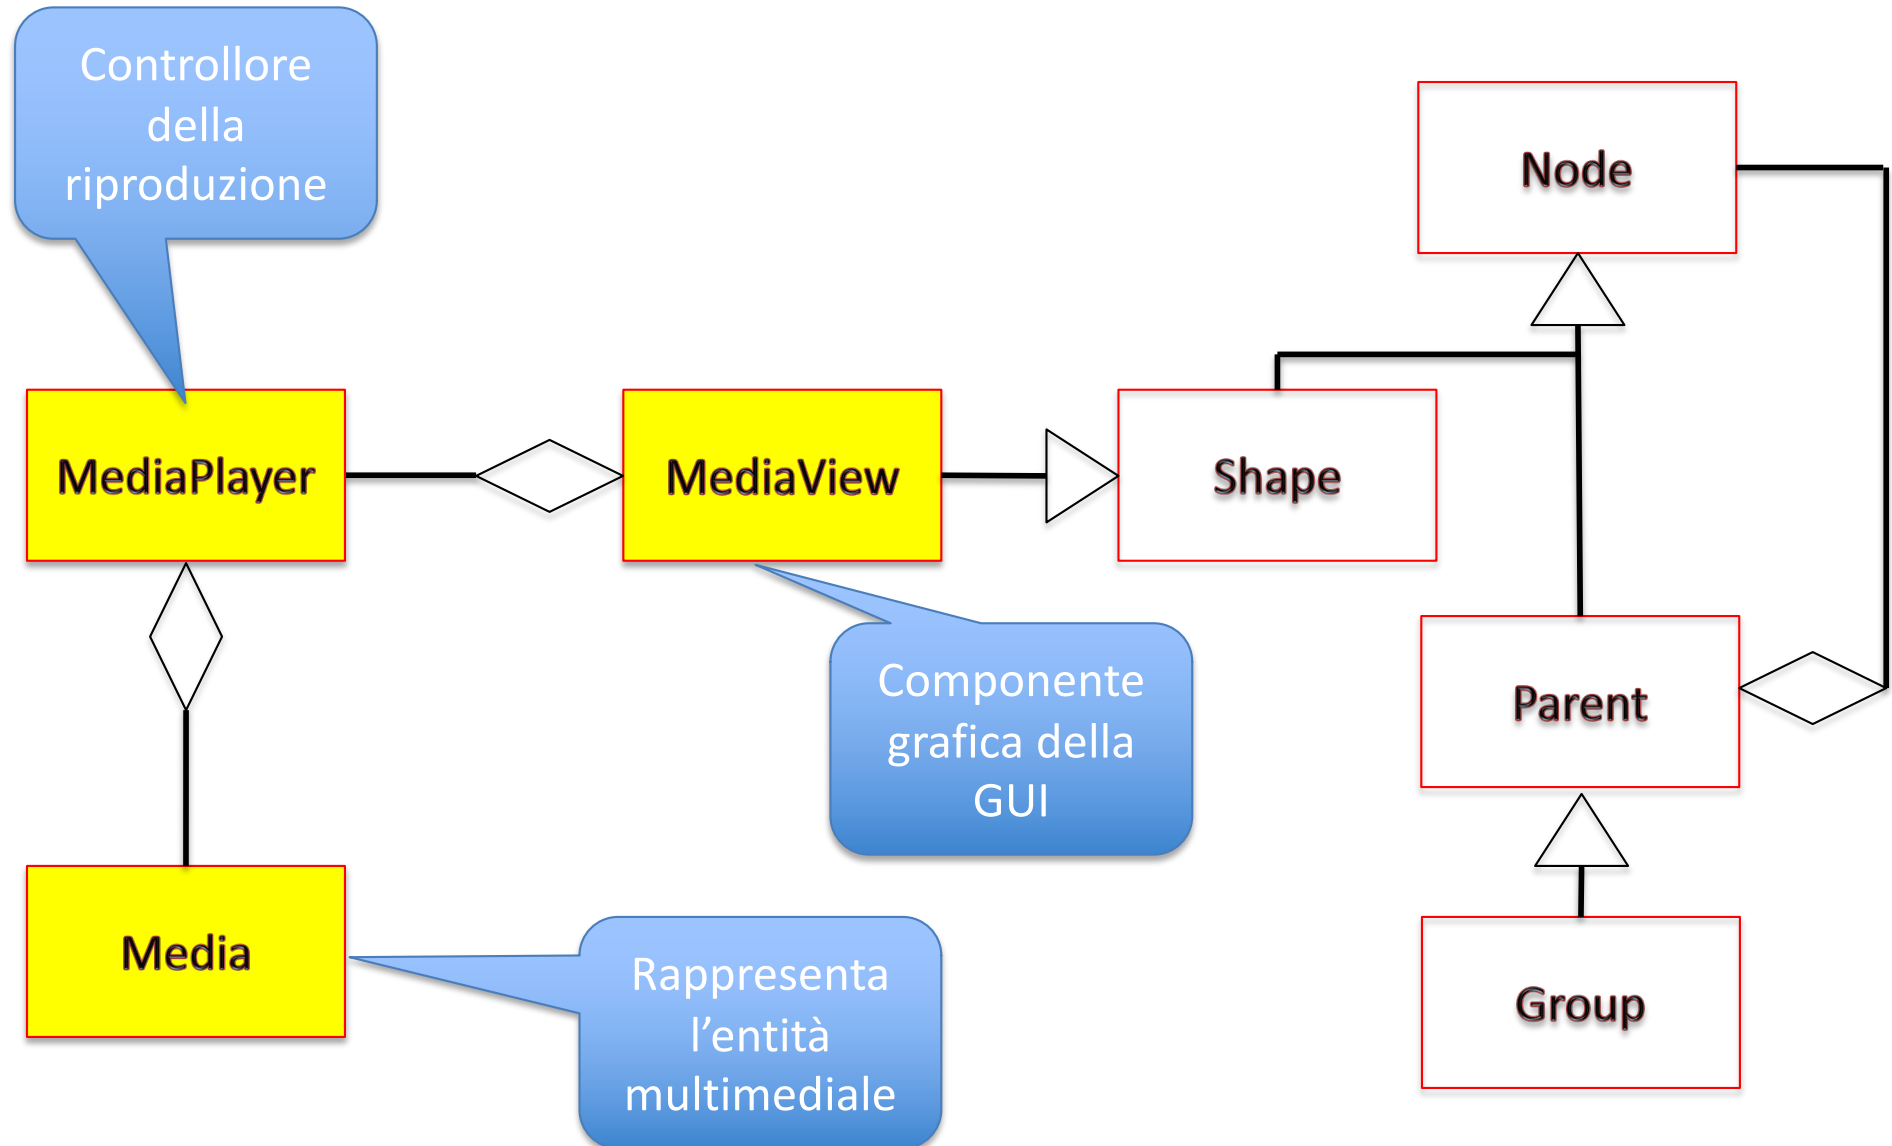 Controllore
della
riproduzione
Node
MediaPlayer
MediaView
Shape
Componente
grafica della
GUI
Parent
Media
Rappresenta
l’entità
multimediale
Group